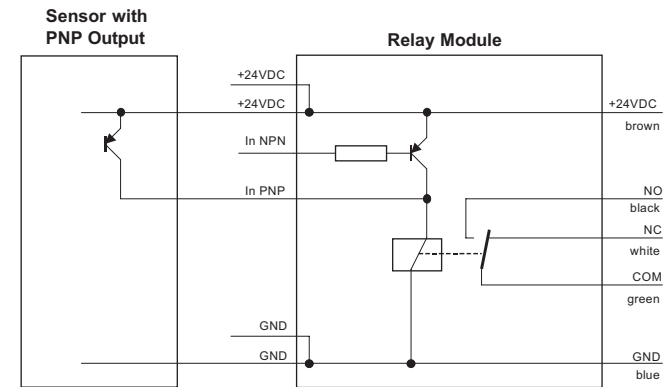 Sensor with
PNP Output
Relay Module
+24VDC
+24VDC
+24VDC
brown
In NPN
In PNP
NO
black
NC
white
COM
green
GND
GND
GND
blue